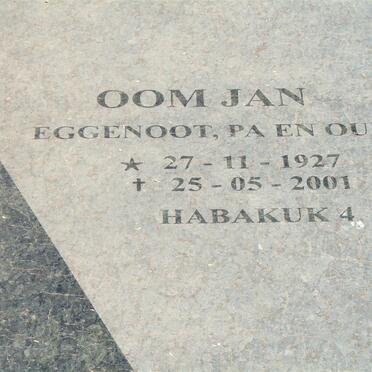 OOM JAN
EGGENOOT, PA EN OU
★ 27 - 11 - 1927
✝ 25 - 05 - 2001
HABAKUK 4